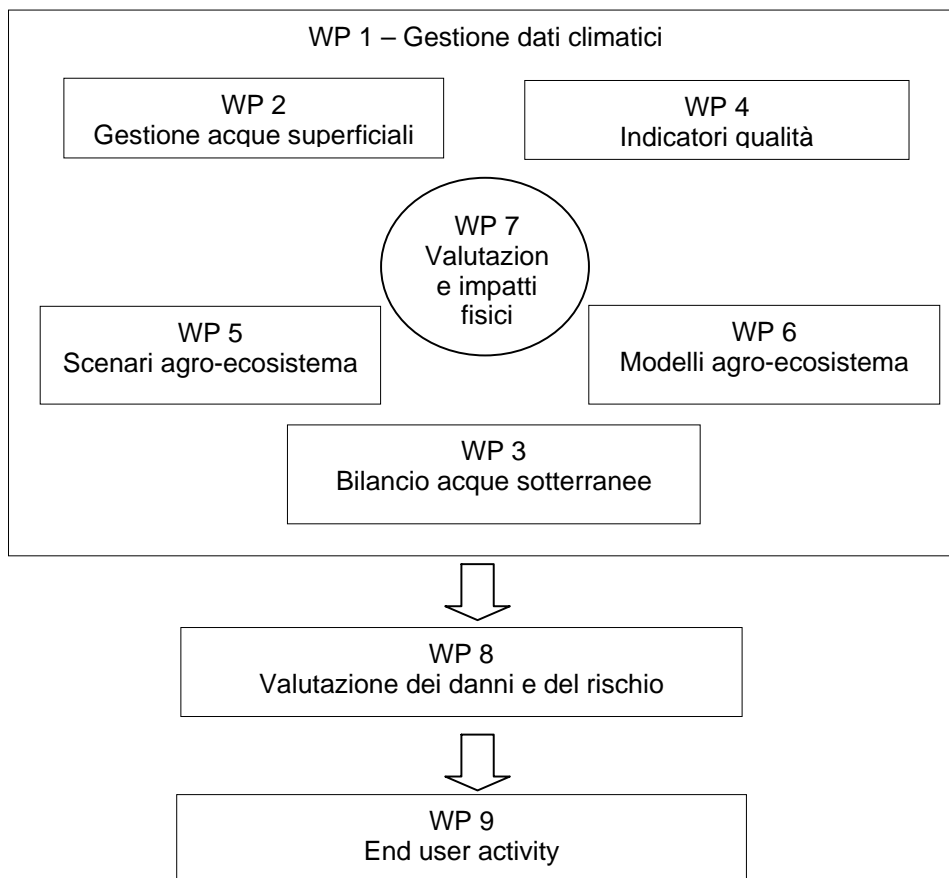 WP 1 – Gestione dati climatici
WP 2
Gestione acque superficiali
WP 4
Indicatori qualità
WP 7
Valutazion
e impatti
fisici
WP 5
Scenari agro-ecosistema
WP 6
Modelli agro-ecosistema
WP 3
Bilancio acque sotterranee
WP 8
Valutazione dei danni e del rischio
WP 9
End user activity